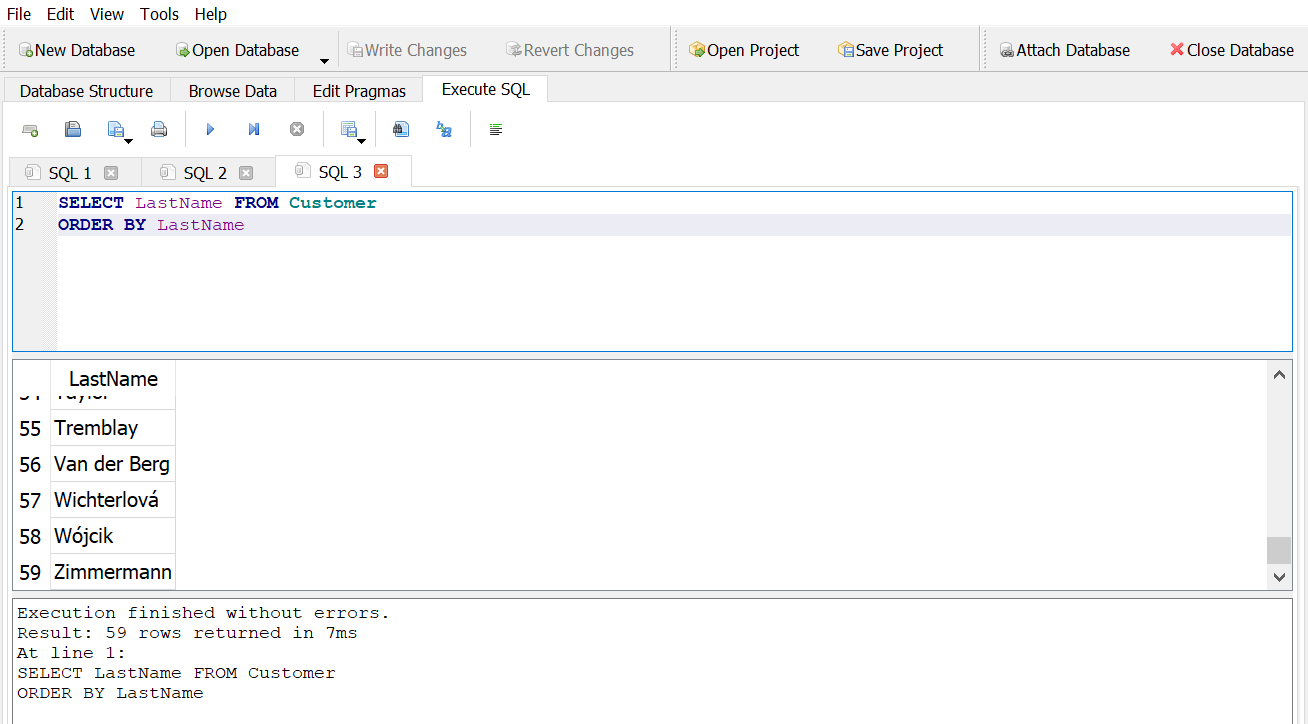 File Edit View Tools Help
New Database Open Database Write Changes Revert Changes Open Project Save Project Attach Database Close Database
Database Structure Browse Data Edit Pragmas Execute SQL
SQL 1 SQL 2 SQL 3
1 SELECT LastName FROM Customer
2 ORDER BY LastName
LastName
55 Tremblay
56 Van der Berg
57 Wichterlová
58 Wójcik
59 Zimmermann
Execution finished without errors.
Result: 59 rows returned in 7ms
At line 1:
SELECT LastName FROM Customer
ORDER BY LastName